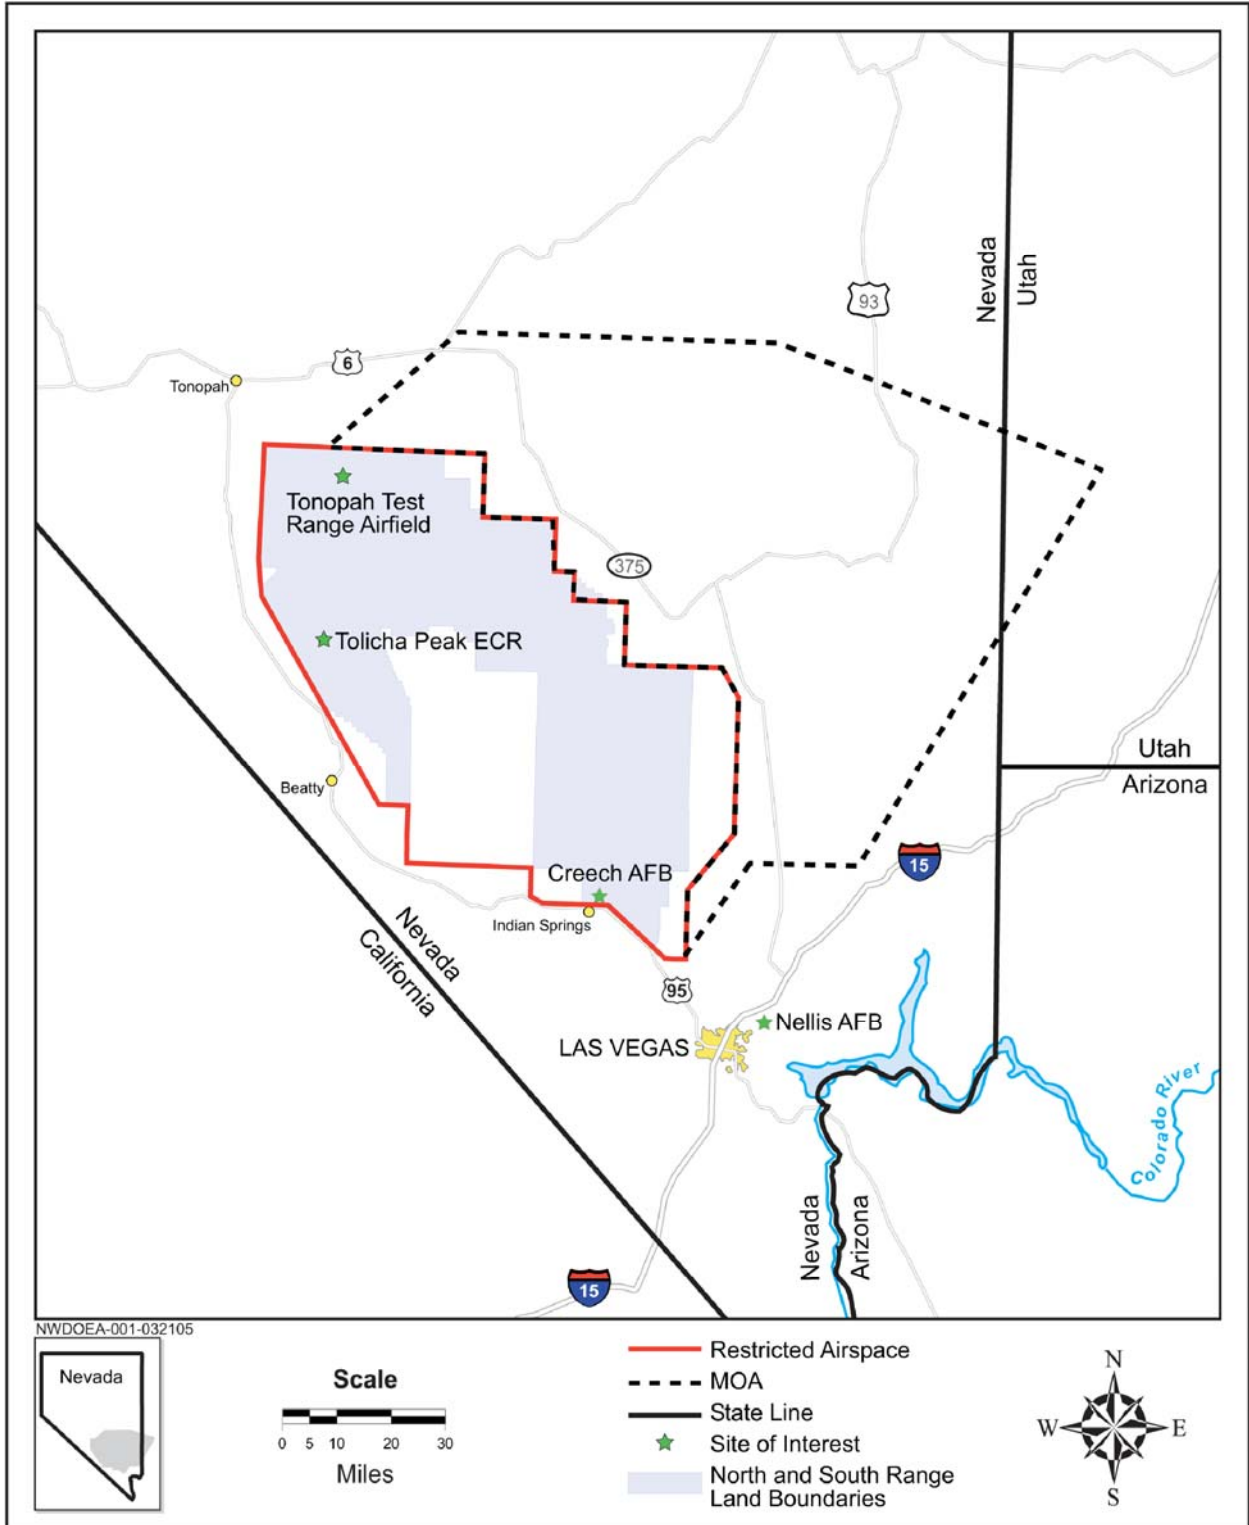 Nevada
Utah
93
6
Tonopah
Tonopah Test
Range Airfield
375
Tolicha Peak ECR
Utah
Arizona
Beatty
15
Creech AFB
Indian Springs
Nevada
California
95
Nellis AFB
LAS VEGAS
Colorado River
Nevada
Arizona
15
NWDOEA-001-032105
Nevada
Scale
0 5 10 20 30
Miles
Restricted Airspace
MOA
State Line
Site of Interest
North and South Range
Land Boundaries
N
W
E
S